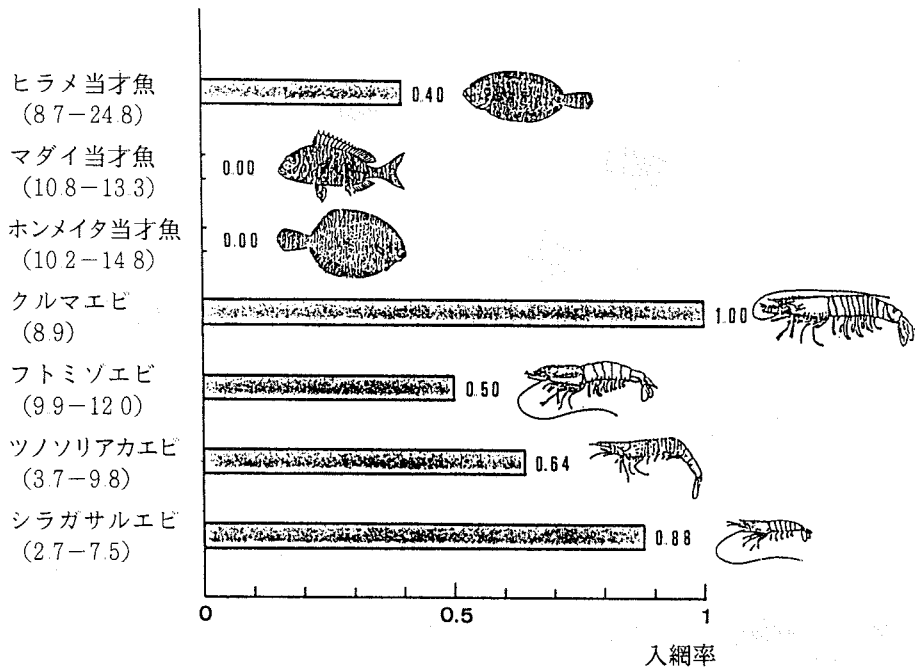 ヒラメ当才魚
(8 7-24.8)
0.40
マダイ当才魚
(10.8-13.3)
0.00
ホンメイタ当才魚
(10.2-14 8)
0.00
クルマエビ
(8.9)
1.00
フトミゾエビ
(9.9-12 0)
0.50
ツノソリアカエビ
(3.7-9.8)
0.64
シラガサルエビ
(2.7-7.5)
0.88
0
0.5
1
入網率